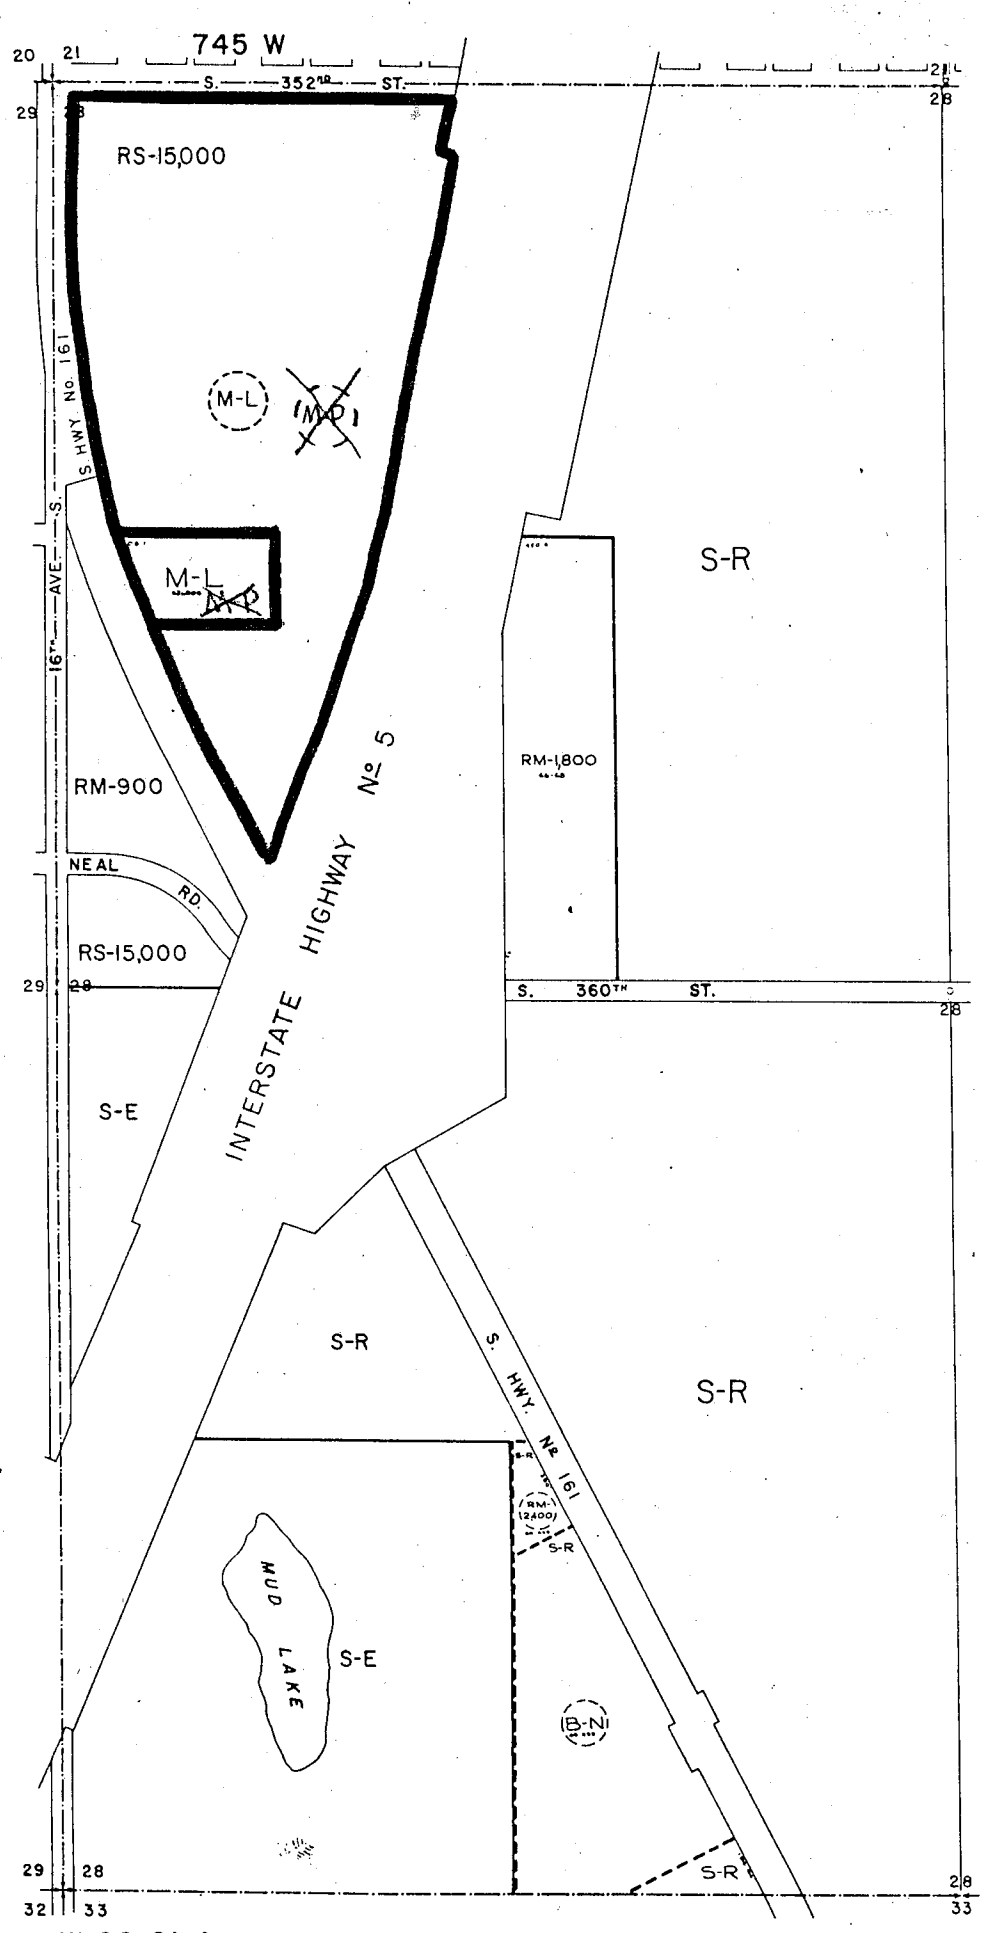 745 W
20 21
S. 352ND ST.
21
29 28
28
RS-15,000
S. HWY. No. 161
M-L
M-P
16TH AVE. S.
S-R
M-L
M-P
INTERSTATE HIGHWAY No 5
RM-1,800
RM-900
NEAL RD.
RS-15,000
29 28
S. 360TH ST.
28
S-E
S-R
S-R
S. HWY. No 161
S-R
RM-
2400
S-R
MUD LAKE
S-E
B-N
S-R
29 28
28
32 33
33